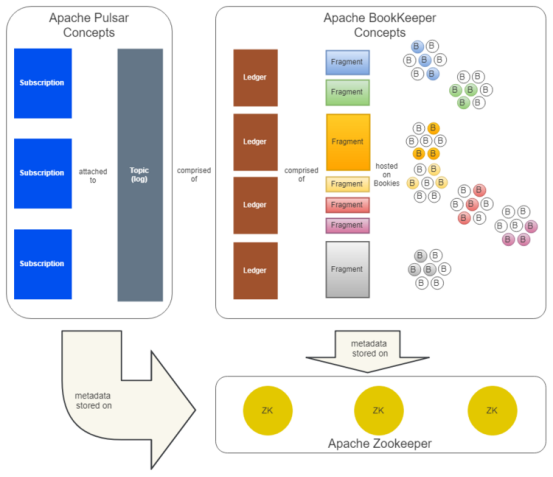 Apache Pulsar
Concepts
Subscription
Subscription
Subscription
attached
to
Topic
(log)
comprised
of
Apache BookKeeper
Concepts
Ledger
Ledger
Ledger
Ledger
comprised
of
Fragment
Fragment
Fragment
Fragment
Fragment
Fragment
Fragment
hosted
on
Bookies
B B
B B B
B B
B B
B B B
B B
B B
B B B
B B
B B
B B B
B B
B B
B B B
B B
B B
B B B
B B
B B
B B B
B B
metadata
stored on
metadata
stored on
ZK
ZK
ZK
Apache Zookeeper